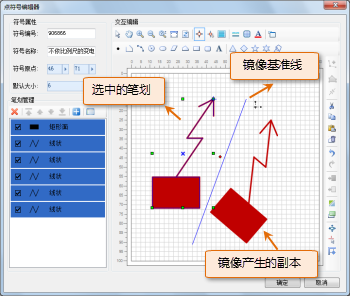 点符号编辑器
符号属性
符号编号: 906866
符号名称: 不依比例尺的变电
符号原点: 46 71
默认大小: 6
笔划管理
矩形面
线状
线状
线状
线状
线状
线状
交互编辑
镜像基准线
选中的笔划
镜像产生的副本
确定
取消